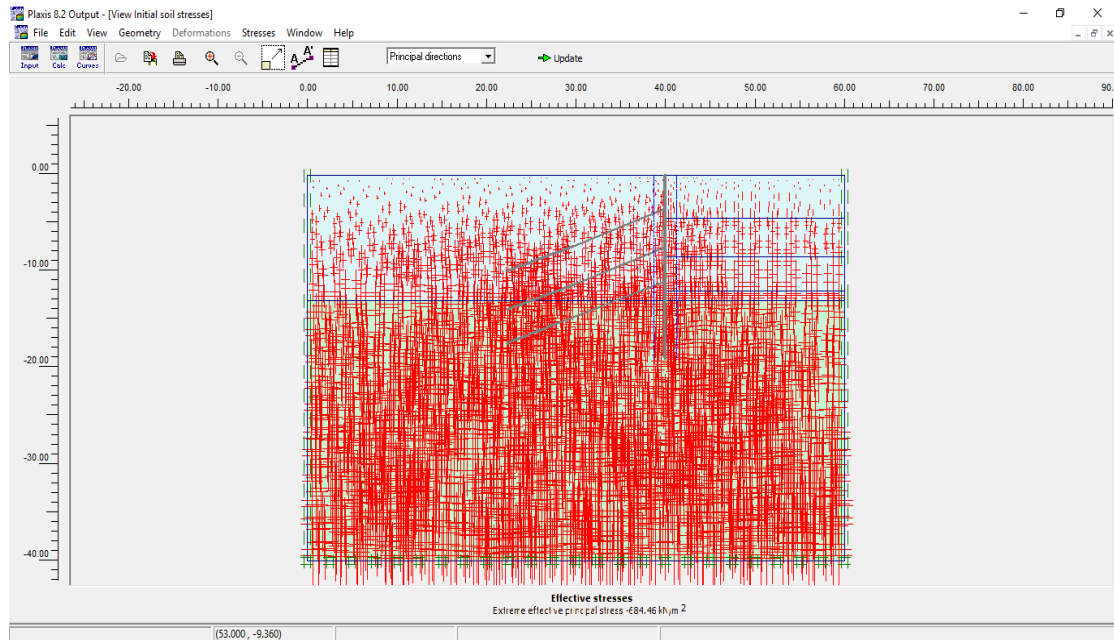 Plaxis 8.2 Output - [View Initial soil stresses]
File Edit View Geometry Deformations Stresses Window Help
Input Calc Curves A A' Principal directions Update
-20.00 -10.00 0.00 10.00 20.00 30.00 40.00 50.00 60.00 70.00 80.00 90.
0.00
-10.00
-20.00
-30.00
-40.00
Effective stresses
Extreme effective principal stress -684.46 kN/m2
(53.000 , -9.360)